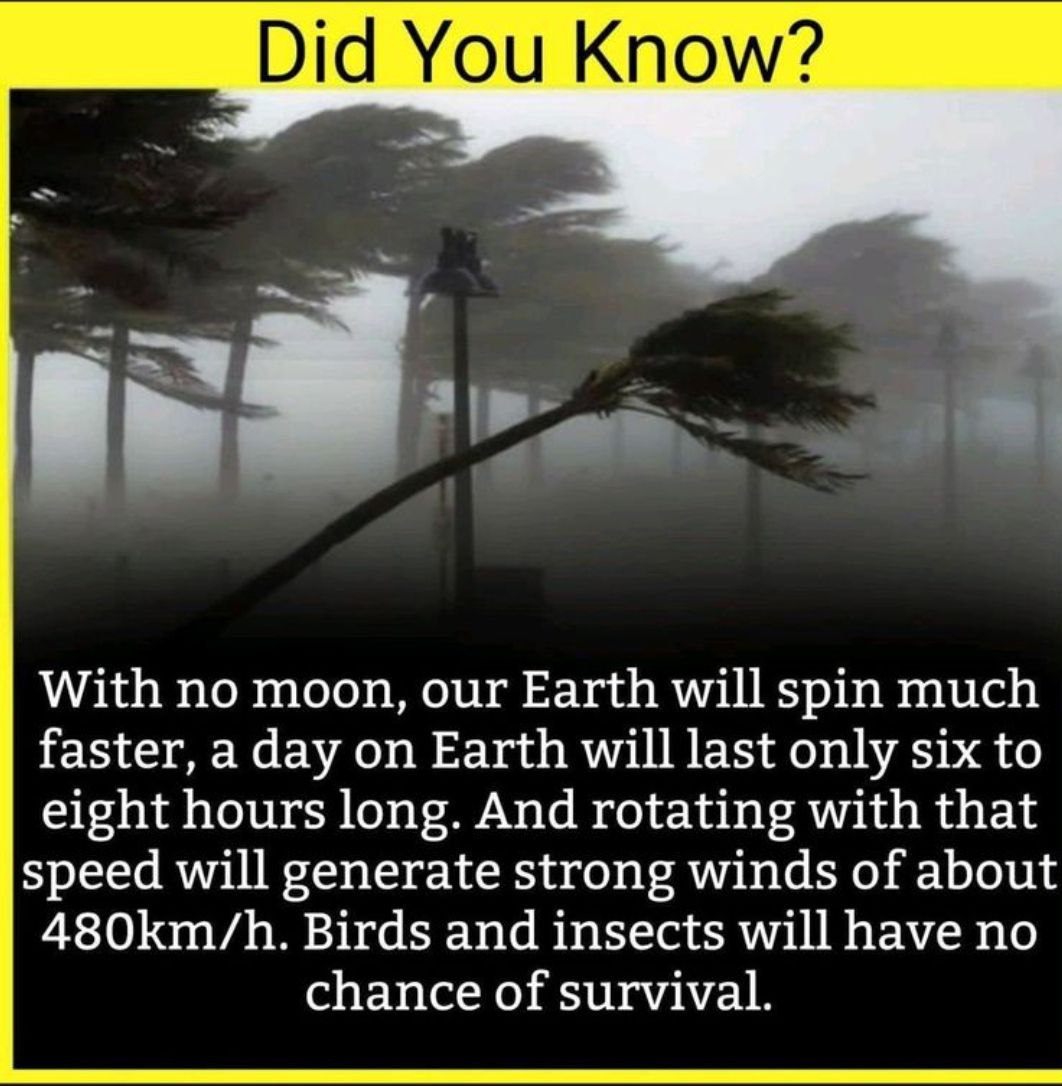 Did You Know?
With no moon, our Earth will spin much
faster, a day on Earth will last only six to
eight hours long. And rotating with that
speed will generate strong winds of about
480km/h. Birds and insects will have no
chance of survival.